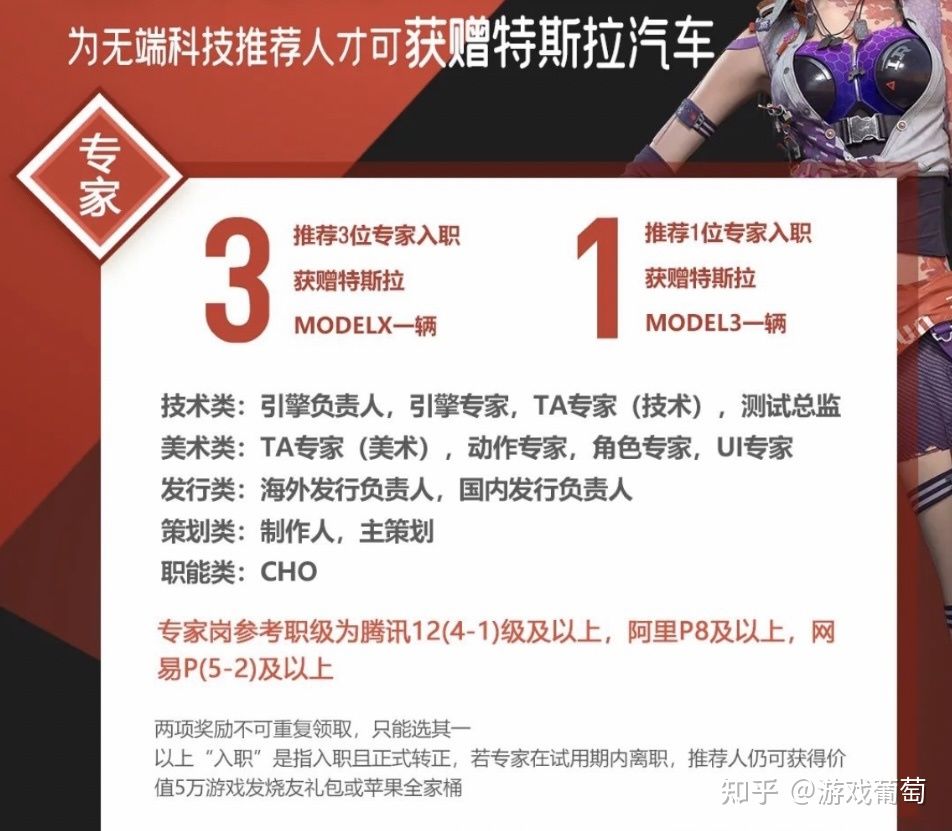 为无端科技推荐人才可获赠特斯拉汽车
专家
3
推荐3位专家入职
获赠特斯拉
MODELX一辆
1
推荐1位专家入职
获赠特斯拉
MODEL3一辆
技术类：引擎负责人，引擎专家，TA专家（技术），测试总监
美术类：TA专家（美术），动作专家，角色专家，UI专家
发行类：海外发行负责人，国内发行负责人
策划类：制作人，主策划
职能类：CHO
专家岗参考职级为腾讯12(4-1)级及以上，阿里P8及以上，网
易P(5-2)及以上
两项奖励不可重复领取，只能选其一
以上“入职”是指入职且正式转正，若专家在试用期内离职，推荐人仍可获得价
值5万游戏发烧友礼包或苹果全家桶
知乎 @游戏葡萄